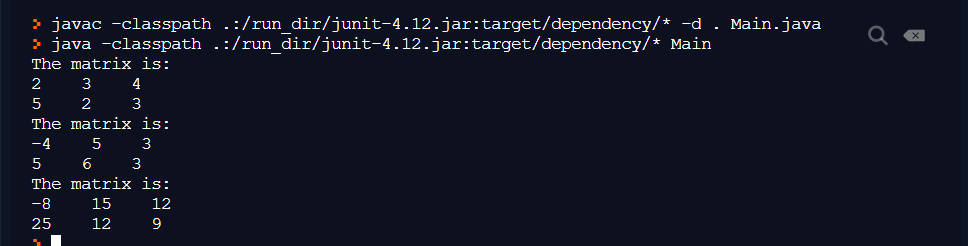 > javac -classpath .:/run_dir/junit-4.12.jar:target/dependency/* -d . Main.java
> java -classpath .:/run_dir/junit-4.12.jar:target/dependency/* Main
The matrix is:
2    3    4
5    2    3
The matrix is:
-4    5    3
5    6    3
The matrix is:
-8    15    12
25    12    9
>